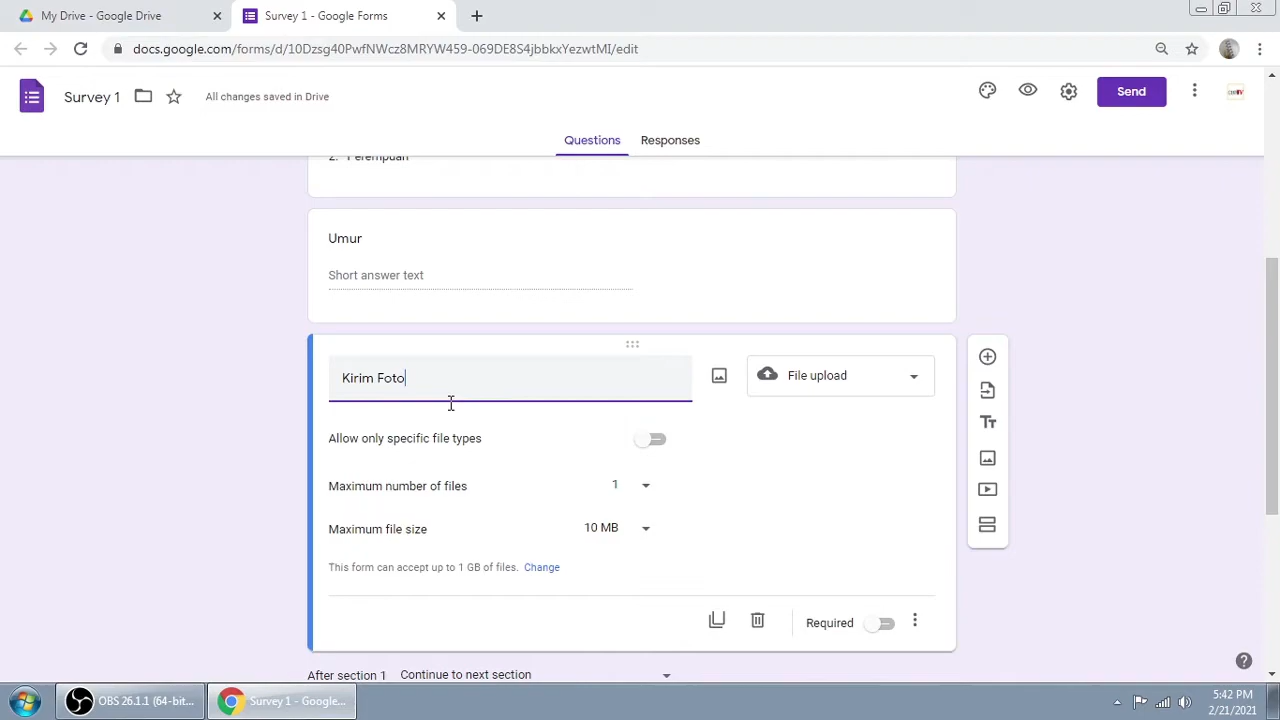 My Drive - Google Drive
Survey 1 - Google Forms
docs.google.com/forms/d/10Dzsg40PwfNWcz8MRYW459-069DE8S4jbbkxYezwtMI/edit
Survey 1
All changes saved in Drive
Send
Questions
Responses
2. Perempuan
Umur
Short answer text
Kirim Foto
File upload
Allow only specific file types
Maximum number of files
1
Maximum file size
10 MB
This form can accept up to 1 GB of files. Change
Required
After section 1 Continue to next section
OBS 26.1.1 (64-bit...
Survey 1 - Google...
5:42 PM
2/21/2021